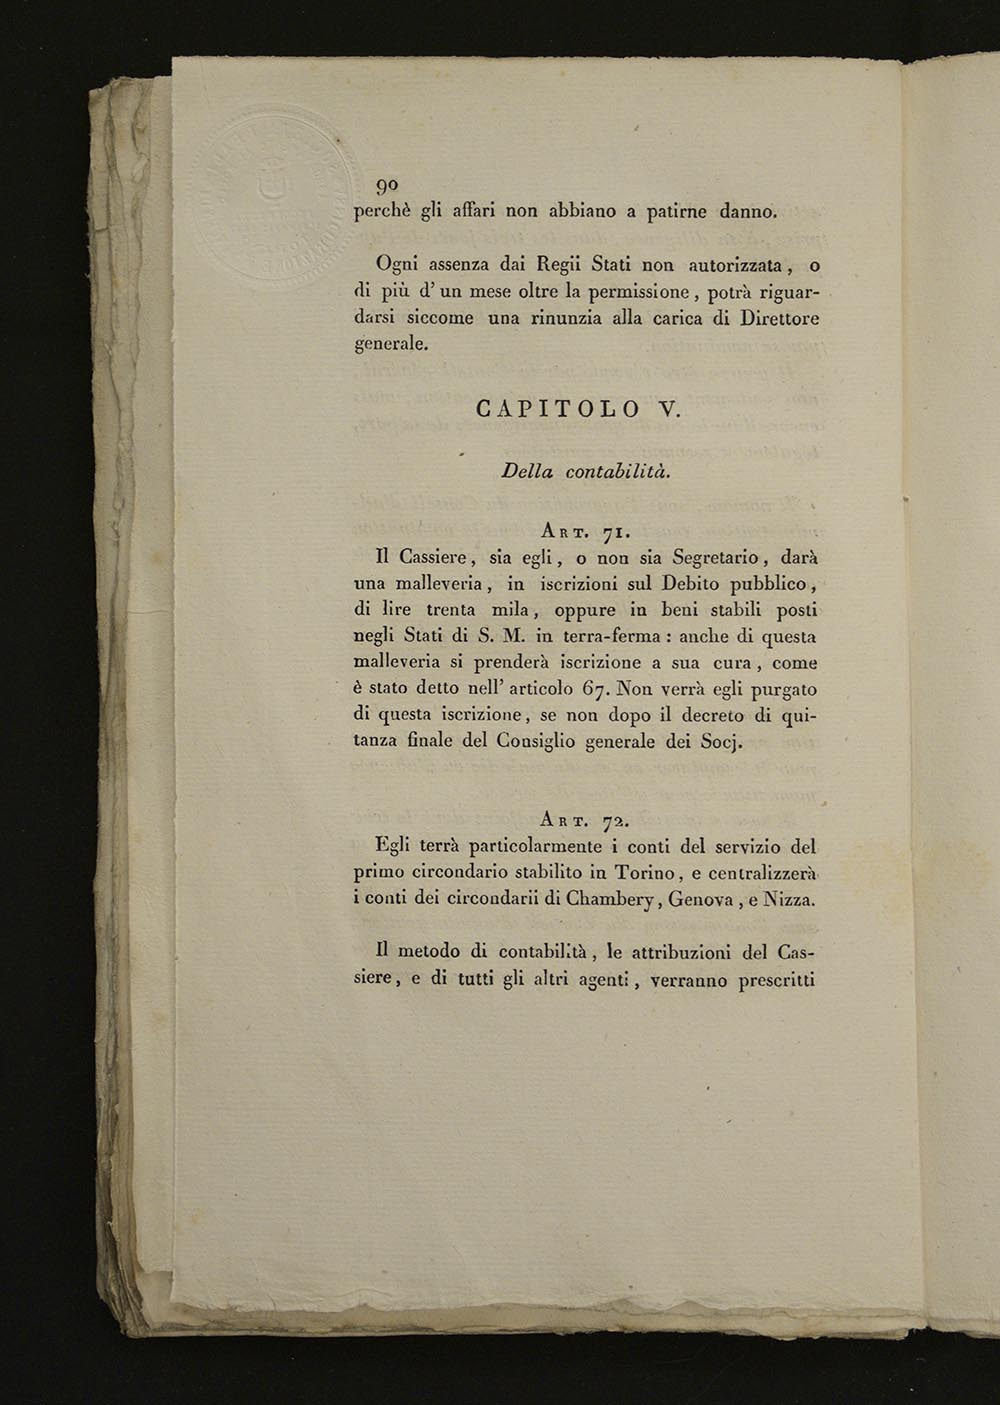 90
perchè gli affari non abbiano a patirne danno.
Ogni assenza dai Regii Stati non autorizzata, o
di più d'un mese oltre la permissione, potrà riguar-
darsi siccome una rinunzia alla carica di Direttore
generale.
CAPITOLO V.
Della contabilità.
ART. 71.
Il Cassiere, sia egli, o non sia Segretario, darà
una malleveria, in iscrizioni sul Debito pubblico,
di lire trenta mila, oppure in beni stabili posti
negli Stati di S. M. in terra-ferma: anche di questa
malleveria si prenderà iscrizione a sua cura, come
è stato detto nell'articolo 67. Non verrà egli purgato
di questa iscrizione, se non dopo il decreto di qui-
tanza finale del Consiglio generale dei Socj.
ART. 72.
Egli terrà particolarmente i conti del servizio del
primo circondario stabilito in Torino, e centralizzerà
i conti dei circondarii di Chambery, Genova, e Nizza.
Il metodo di contabilità, le attribuzioni del Cas-
siere, e di tutti gli altri agenti, verranno prescritti